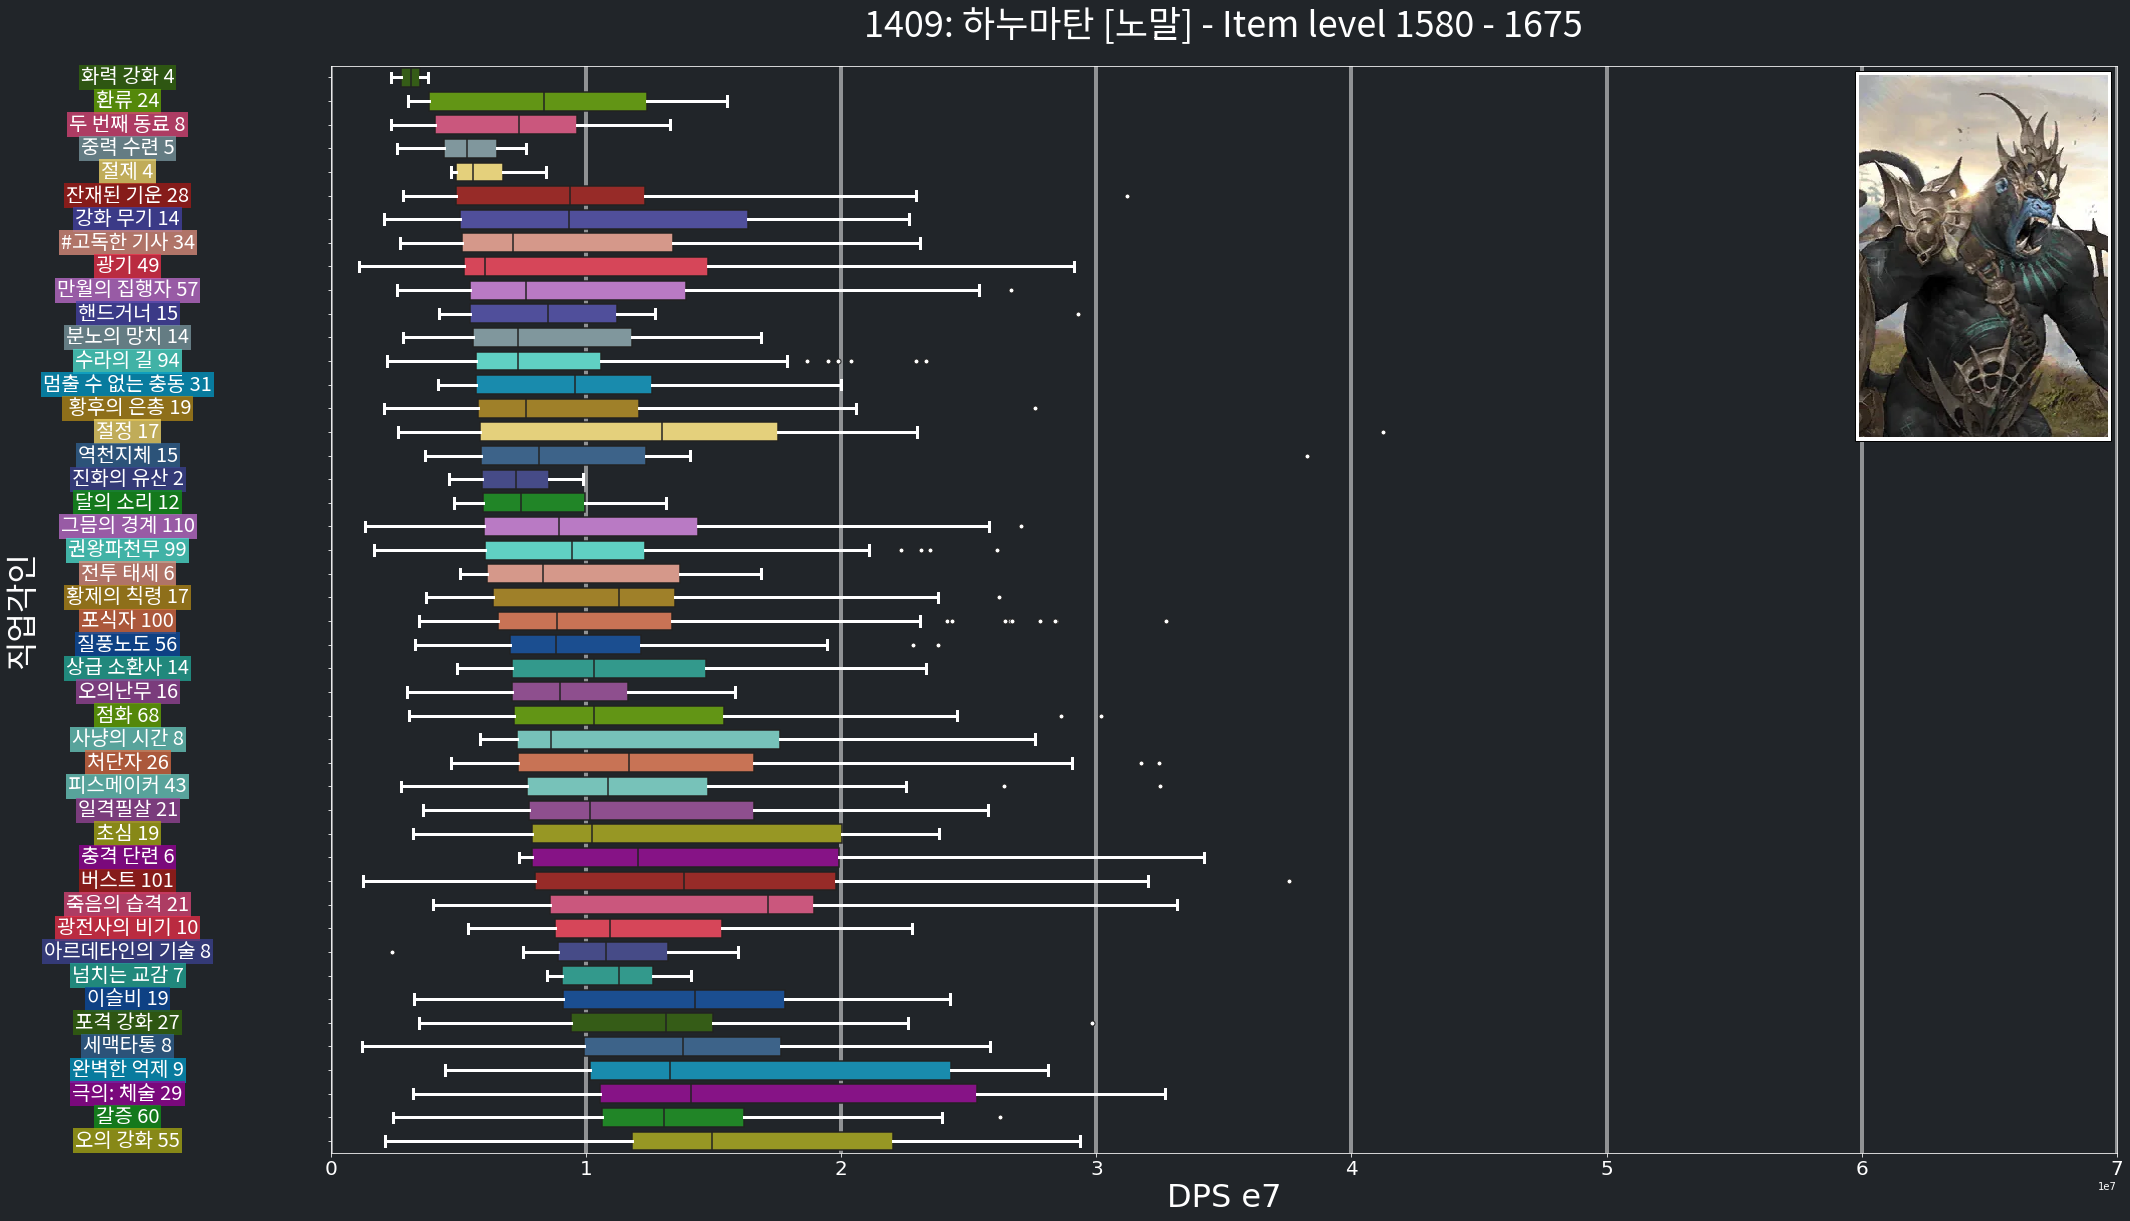 1409: 하누마탄 [노말] - Item level 1580 - 1675
화력 강화 4
환류 24
두 번째 동료 8
중력 수련 5
절제 4
잔재된 기운 28
강화 무기 14
#고독한 기사 34
광기 49
만월의 집행자 57
핸드거너 15
분노의 망치 14
수라의 길 94
멈출 수 없는 충동 31
황후의 은총 19
절정 17
역천지체 15
진화의 유산 2
달의 소리 12
그믐의 경계 110
권왕파천무 99
전투 태세 6
황제의 칙령 17
포식자 100
질풍노도 56
상급 소환사 14
오의난무 16
점화 68
사냥의 시간 8
처단자 26
피스메이커 43
일격필살 21
초심 19
충격 단련 6
버스트 101
죽음의 습격 21
광전사의 비기 10
아르데타인의 기술 8
넘치는 교감 7
이슬비 19
포격 강화 27
세맥타통 8
완벽한 억제 9
극의: 체술 29
갈증 60
오의 강화 55
직업각인
0 1 2 3 4 5 6 7
1e7
DPS e7